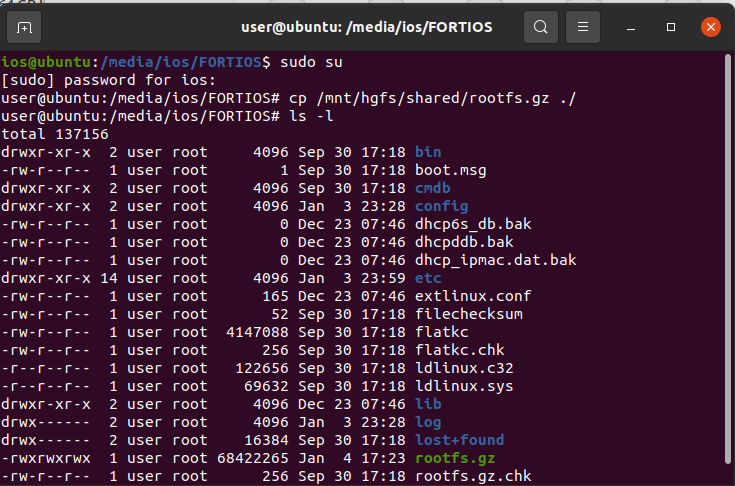 user@ubuntu: /media/ios/FORTIOS
ios@ubuntu:/media/ios/FORTIOS$ sudo su
[sudo] password for ios:
user@ubuntu:/media/ios/FORTIOS# cp /mnt/hgfs/shared/rootfs.gz ./
user@ubuntu:/media/ios/FORTIOS# ls -l
total 137156
drwxr-xr-x  2 user root     4096 Sep 30 17:18 bin
-rw-r--r--  1 user root        1 Sep 30 17:18 boot.msg
drwxr-xr-x  2 user root     4096 Sep 30 17:18 cmdb
drwxr-xr-x  2 user root     4096 Jan  3 23:28 config
-rw-r--r--  1 user root        0 Dec 23 07:46 dhcp6s_db.bak
-rw-r--r--  1 user root        0 Dec 23 07:46 dhcpddb.bak
-rw-r--r--  1 user root        0 Dec 23 07:46 dhcp_ipmac.dat.bak
drwxr-xr-x 14 user root     4096 Jan  3 23:59 etc
-rw-r--r--  1 user root      165 Dec 23 07:46 extlinux.conf
-rw-r--r--  1 user root       52 Sep 30 17:18 filechecksum
-rw-r--r--  1 user root  4147088 Sep 30 17:18 flatkc
-rw-r--r--  1 user root      256 Sep 30 17:18 flatkc.chk
-r--r--r--  1 user root   122656 Sep 30 17:18 ldlinux.c32
-r--r--r--  1 user root    69632 Sep 30 17:18 ldlinux.sys
drwxr-xr-x  2 user root     4096 Dec 23 07:46 lib
drwx------  2 user root     4096 Jan  3 23:28 log
drwx------  2 user root    16384 Sep 30 17:18 lost+found
-rwxrwxrwx  1 user root 68422265 Jan  4 17:23 rootfs.gz
-rw-r--r--  1 user root      256 Sep 30 17:18 rootfs.gz.chk